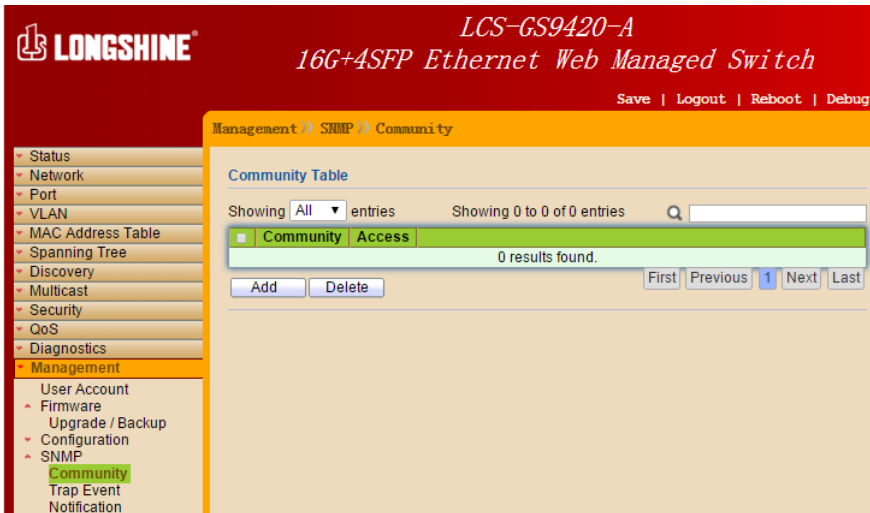 LONGSHINE®
LCS-GS9420-A
16G+4SFP Ethernet Web Managed Switch
Save | Logout | Reboot | Debug
Management >> SNMP >> Community
Status
Network
Port
VLAN
MAC Address Table
Spanning Tree
Discovery
Multicast
Security
QoS
Diagnostics
Management
User Account
Firmware
Upgrade / Backup
Configuration
SNMP
Community
Trap Event
Notification
Community Table
Showing All entries Showing 0 to 0 of 0 entries
Community Access
0 results found.
Add Delete First Previous 1 Next Last